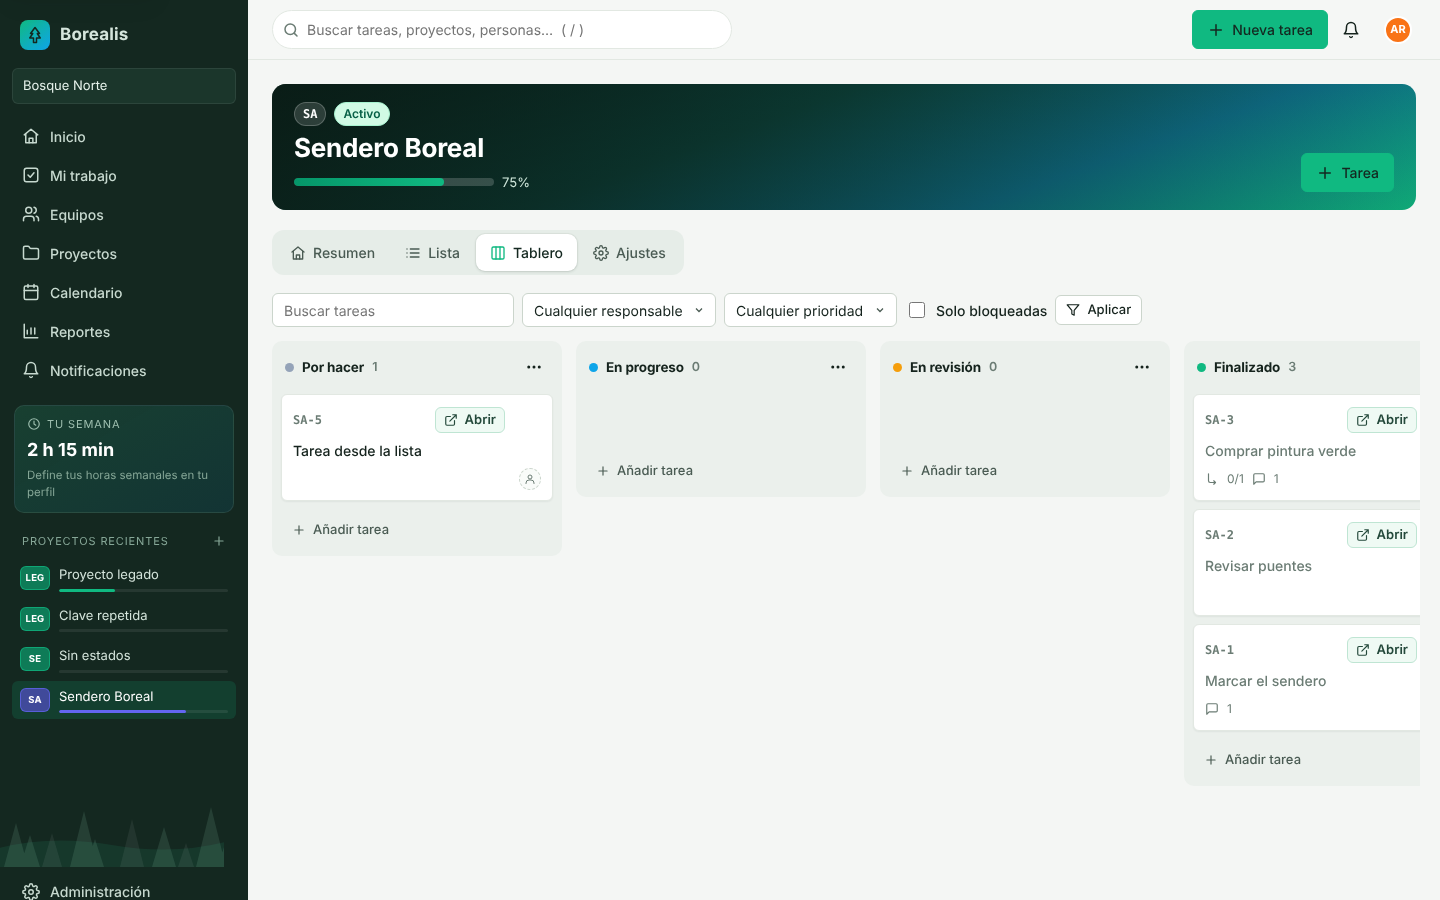 Borealis
Bosque Norte
Inicio
Mi trabajo
Equipos
Proyectos
Calendario
Reportes
Notificaciones
TU SEMANA
2 h 15 min
Define tus horas semanales en tu
perfil
PROYECTOS RECIENTES
LEG Proyecto legado
LEG Clave repetida
SE Sin estados
SA Sendero Boreal
Administración
Buscar tareas, proyectos, personas... ( / )
Nueva tarea
AR
SA Activo
Sendero Boreal
75%
Tarea
Resumen Lista Tablero Ajustes
Buscar tareas Cualquier responsable Cualquier prioridad Solo bloqueadas Aplicar
Por hacer 1
SA-5 Abrir
Tarea desde la lista
Añadir tarea
En progreso 0
Añadir tarea
En revisión 0
Añadir tarea
Finalizado 3
SA-3 Abrir
Comprar pintura verde
0/1 1
SA-2 Abrir
Revisar puentes
SA-1 Abrir
Marcar el sendero
1
Añadir tarea